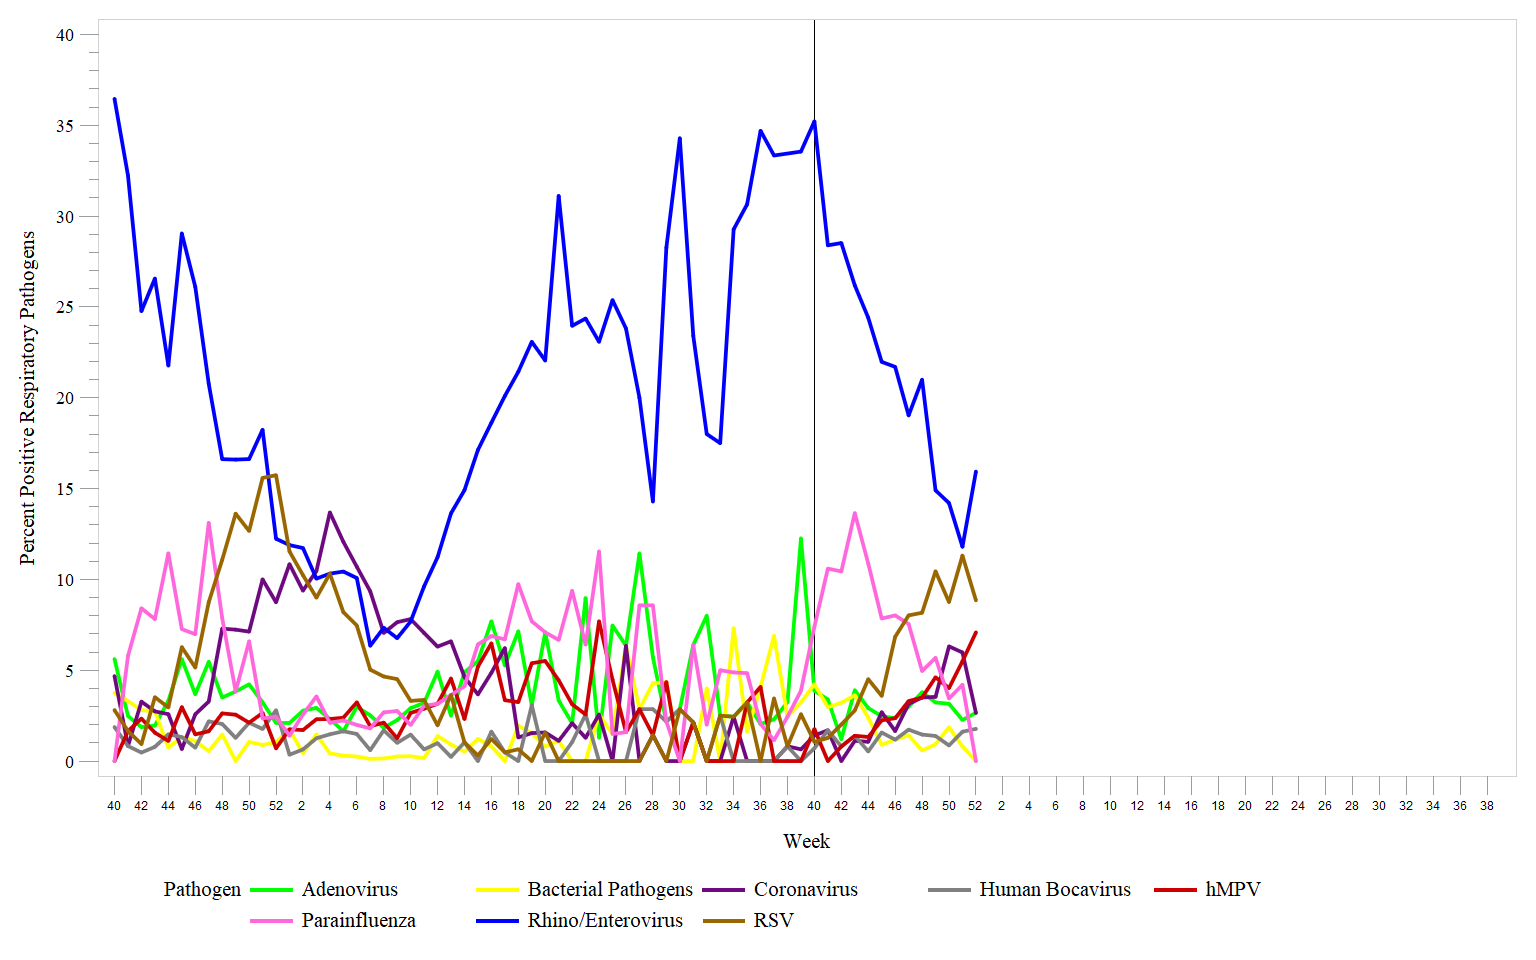 Percent Positive Respiratory Pathogens
40
35
30
25
20
15
10
5
0
40 42 44 46 48 50 52 2 4 6 8 10 12 14 16 18 20 22 24 26 28 30 32 34 36 38 40 42 44 46 48 50 52 2 4 6 8 10 12 14 16 18 20 22 24 26 28 30 32 34 36 38
Week
Pathogen Adenovirus Bacterial Pathogens Coronavirus Human Bocavirus hMPV
Parainfluenza Rhino/Enterovirus RSV